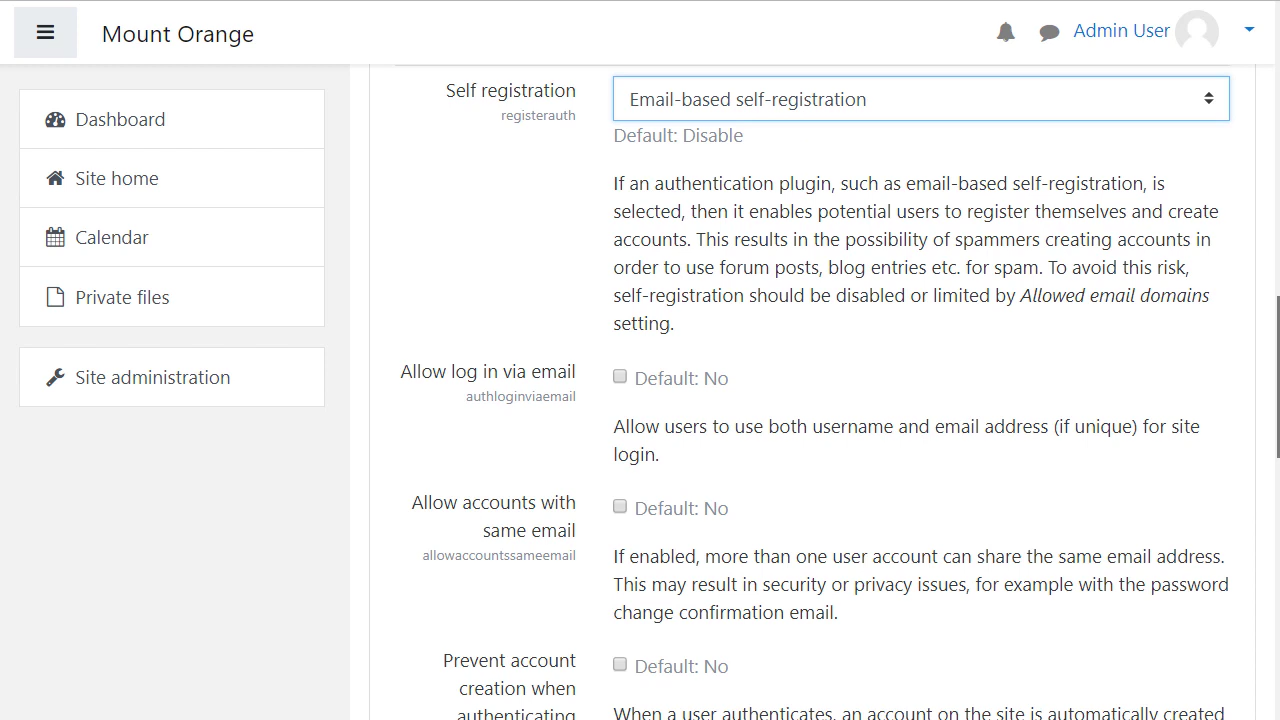 Mount Orange
Admin User
Dashboard
Site home
Calendar
Private files
Site administration
Self registration
registerauth
Email-based self-registration
Default: Disable
If an authentication plugin, such as email-based self-registration, is
selected, then it enables potential users to register themselves and create
accounts. This results in the possibility of spammers creating accounts in
order to use forum posts, blog entries etc. for spam. To avoid this risk,
self-registration should be disabled or limited by Allowed email domains
setting.
Allow log in via email
authloginviaemail
Default: No
Allow users to use both username and email address (if unique) for site
login.
Allow accounts with
same email
allowaccountssameemail
Default: No
If enabled, more than one user account can share the same email address.
This may result in security or privacy issues, for example with the password
change confirmation email.
Prevent account
creation when
authenticating
Default: No
When a user authenticates, an account on the site is automatically created